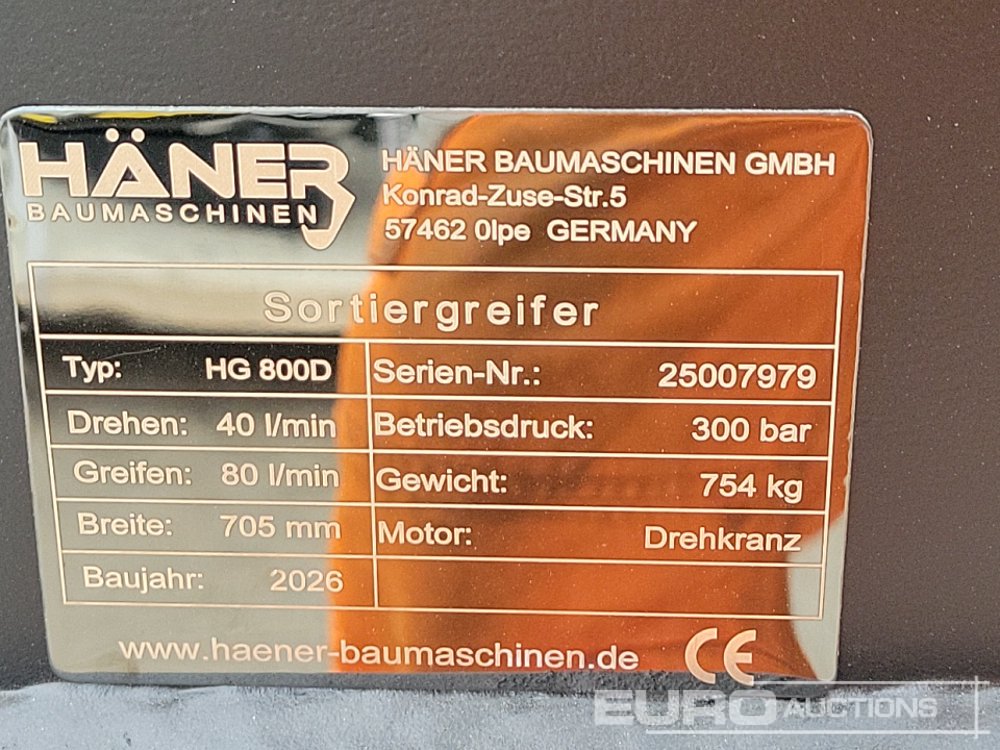 HÄNER
BAUMASCHINEN
HÄNER BAUMASCHINEN GMBH
Konrad-Zuse-Str.5
57462 0lpe GERMANY
Sortiergreifer
Typ: HG 800D Serien-Nr.: 25007979
Drehen: 40 l/min Betriebsdruck: 300 bar
Greifen: 80 l/min Gewicht: 754 kg
Breite: 705 mm Motor: Drehkranz
Baujahr: 2026
www.haener-baumaschinen.de CE
EURO AUCTIONS